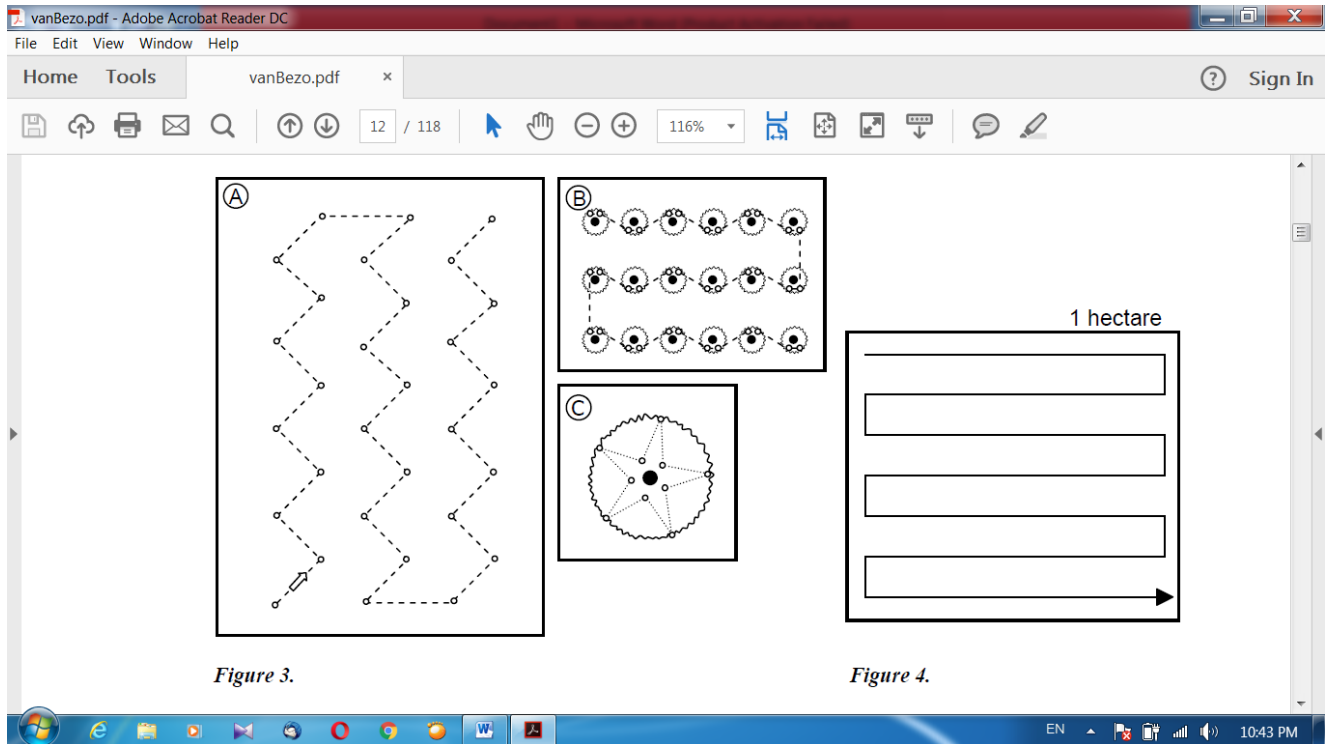 vanBezo.pdf - Adobe Acrobat Reader DC
File Edit View Window Help
Home Tools vanBezo.pdf × ? Sign In
12 / 118 116%
A
B
C
1 hectare
Figure 3.
Figure 4.
EN 10:43 PM